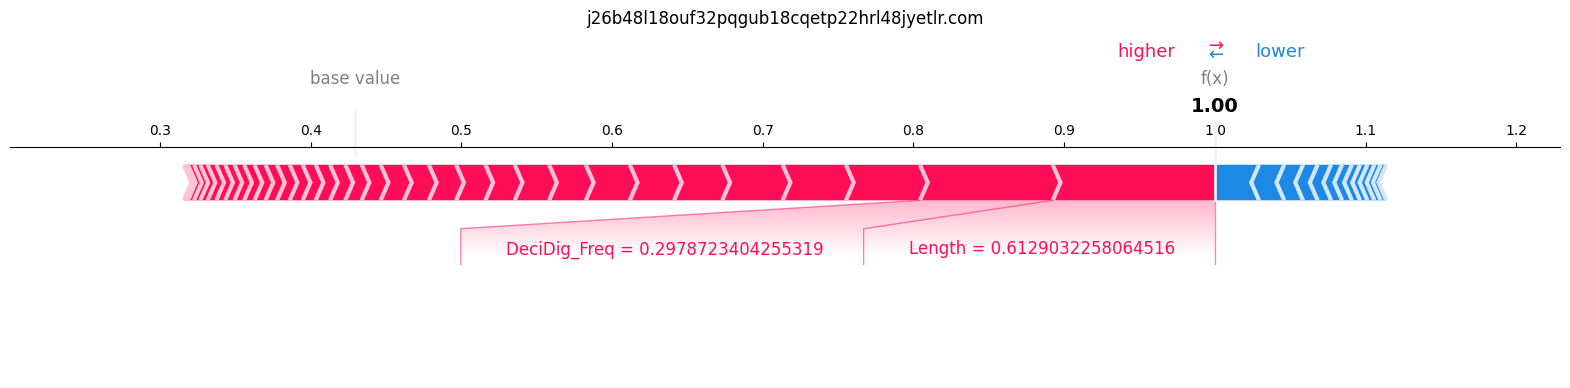 j26b48l18ouf32pqgub18cqetp22hrl48jyetlr.com
higher ⇄ lower
base value f(x)
1.00
0.3 0.4 0.5 0.6 0.7 0.8 0.9 1.0 1.1 1.2
DeciDig_Freq = 0.2978723404255319 Length = 0.6129032258064516